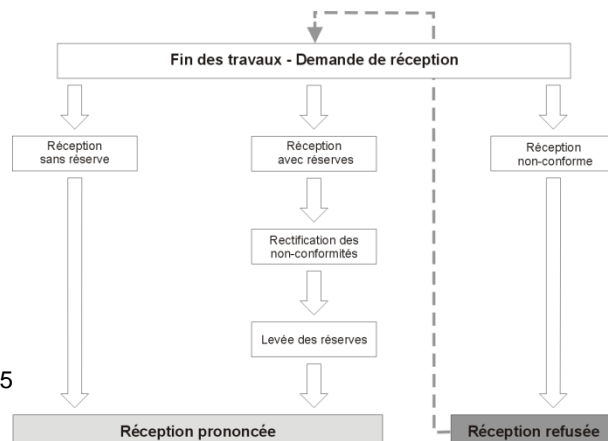 Fin des travaux - Demande de réception
Réception
sans réserve
Réception
avec réserves
Réception
non-conforme
Rectification des
non-conformités
Levée des réserves
5
Réception prononcée
Réception refusée